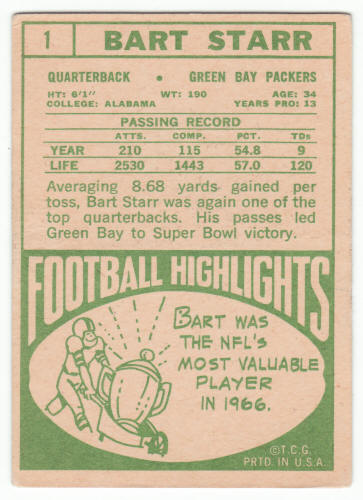 1 BART STARR
QUARTERBACK • GREEN BAY PACKERS
HT: 6'1" WT: 190 AGE: 34
COLLEGE: ALABAMA YEARS PRO: 13
PASSING RECORD
ATTS. COMP. PCT. TDs
YEAR 210 115 54.8 9
LIFE 2530 1443 57.0 120
Averaging 8.68 yards gained per
toss, Bart Starr was again one of the
top quarterbacks. His passes led
Green Bay to Super Bowl victory.
FOOTBALL HIGHLIGHTS
BART WAS
THE NFL'S
MOST VALUABLE
PLAYER
IN 1966.
©T.C.G.
PRTD. IN U.S.A.